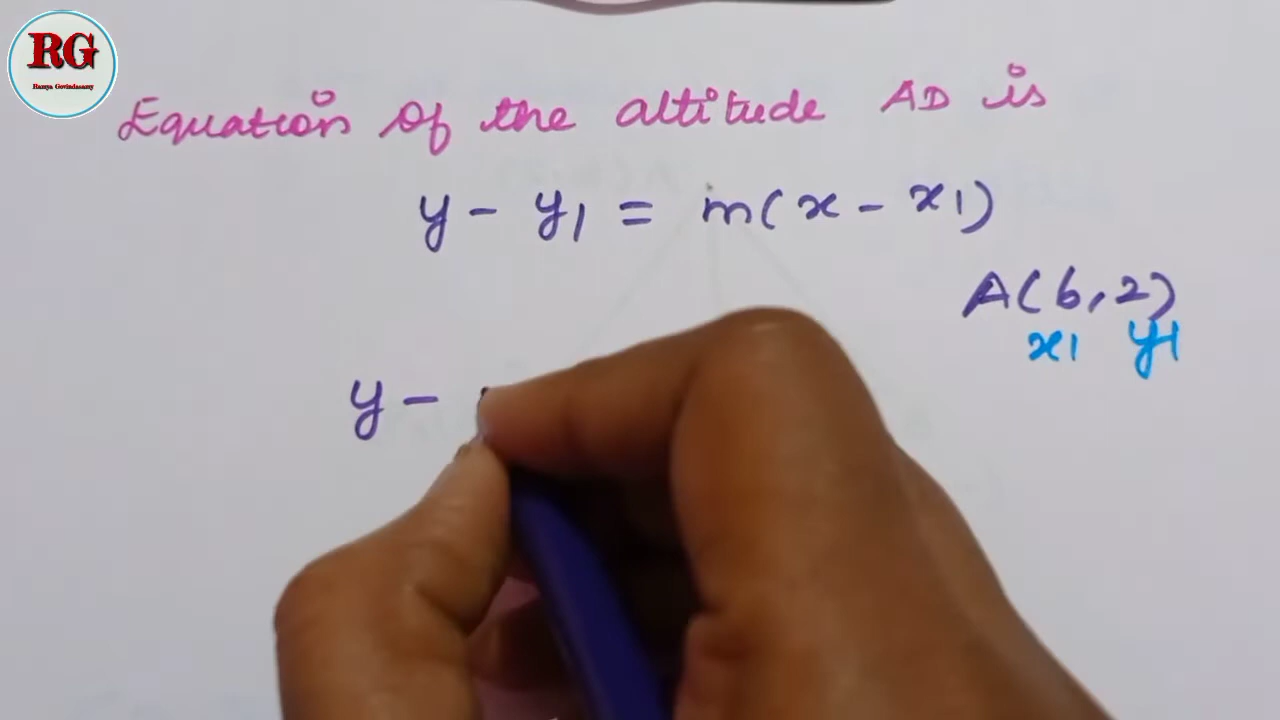 RG
Ramya Govindasamy
Equation of the altitude AD is
y - y1 = m(x - x1)
A(6,2)
x1 y1
y -